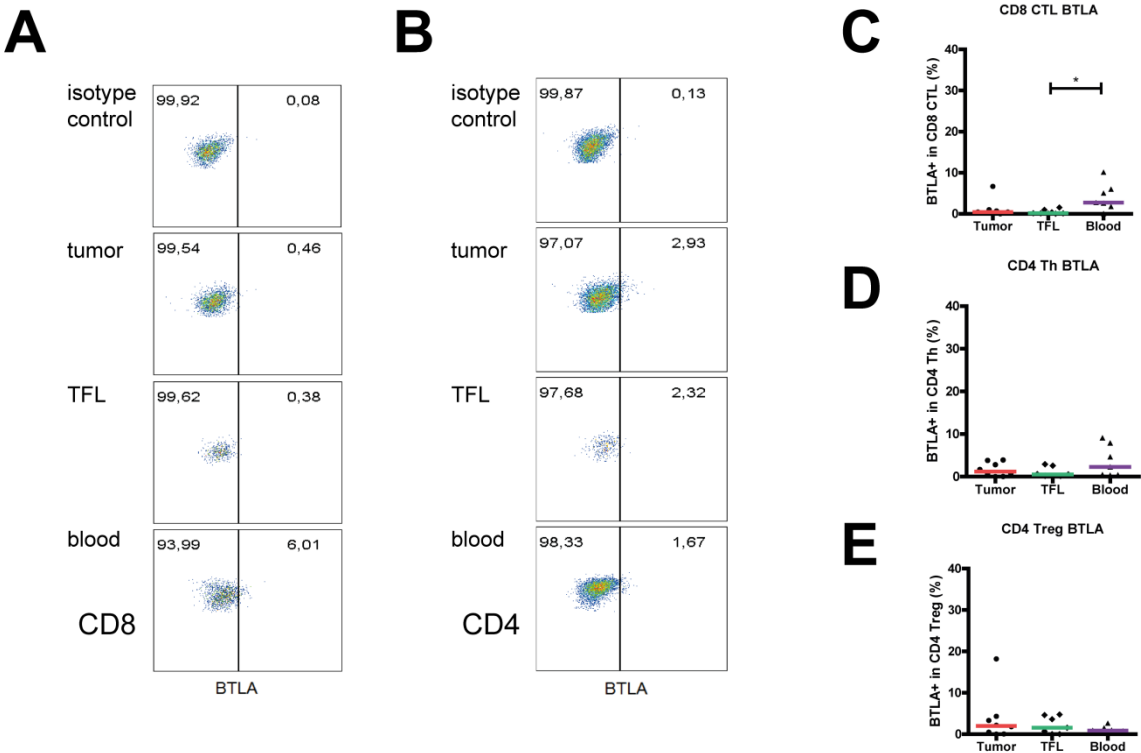 A
isotype
control
99,92
0,08
tumor
99,54
0,46
TFL
99,62
0,38
blood
93,99
6,01
CD8
BTLA
B
isotype
control
99,87
0,13
tumor
97,07
2,93
TFL
97,68
2,32
blood
98,33
1,67
CD4
BTLA
C
CD8 CTL BTLA
BTLA+ in CD8 CTL (%)
40
30
20
10
0
*
Tumor
TFL
Blood
D
CD4 Th BTLA
BTLA+ in CD4 Th (%)
40
30
20
10
0
Tumor
TFL
Blood
E
CD4 Treg BTLA
BTLA+ in CD4 Treg (%)
40
30
20
10
0
Tumor
TFL
Blood